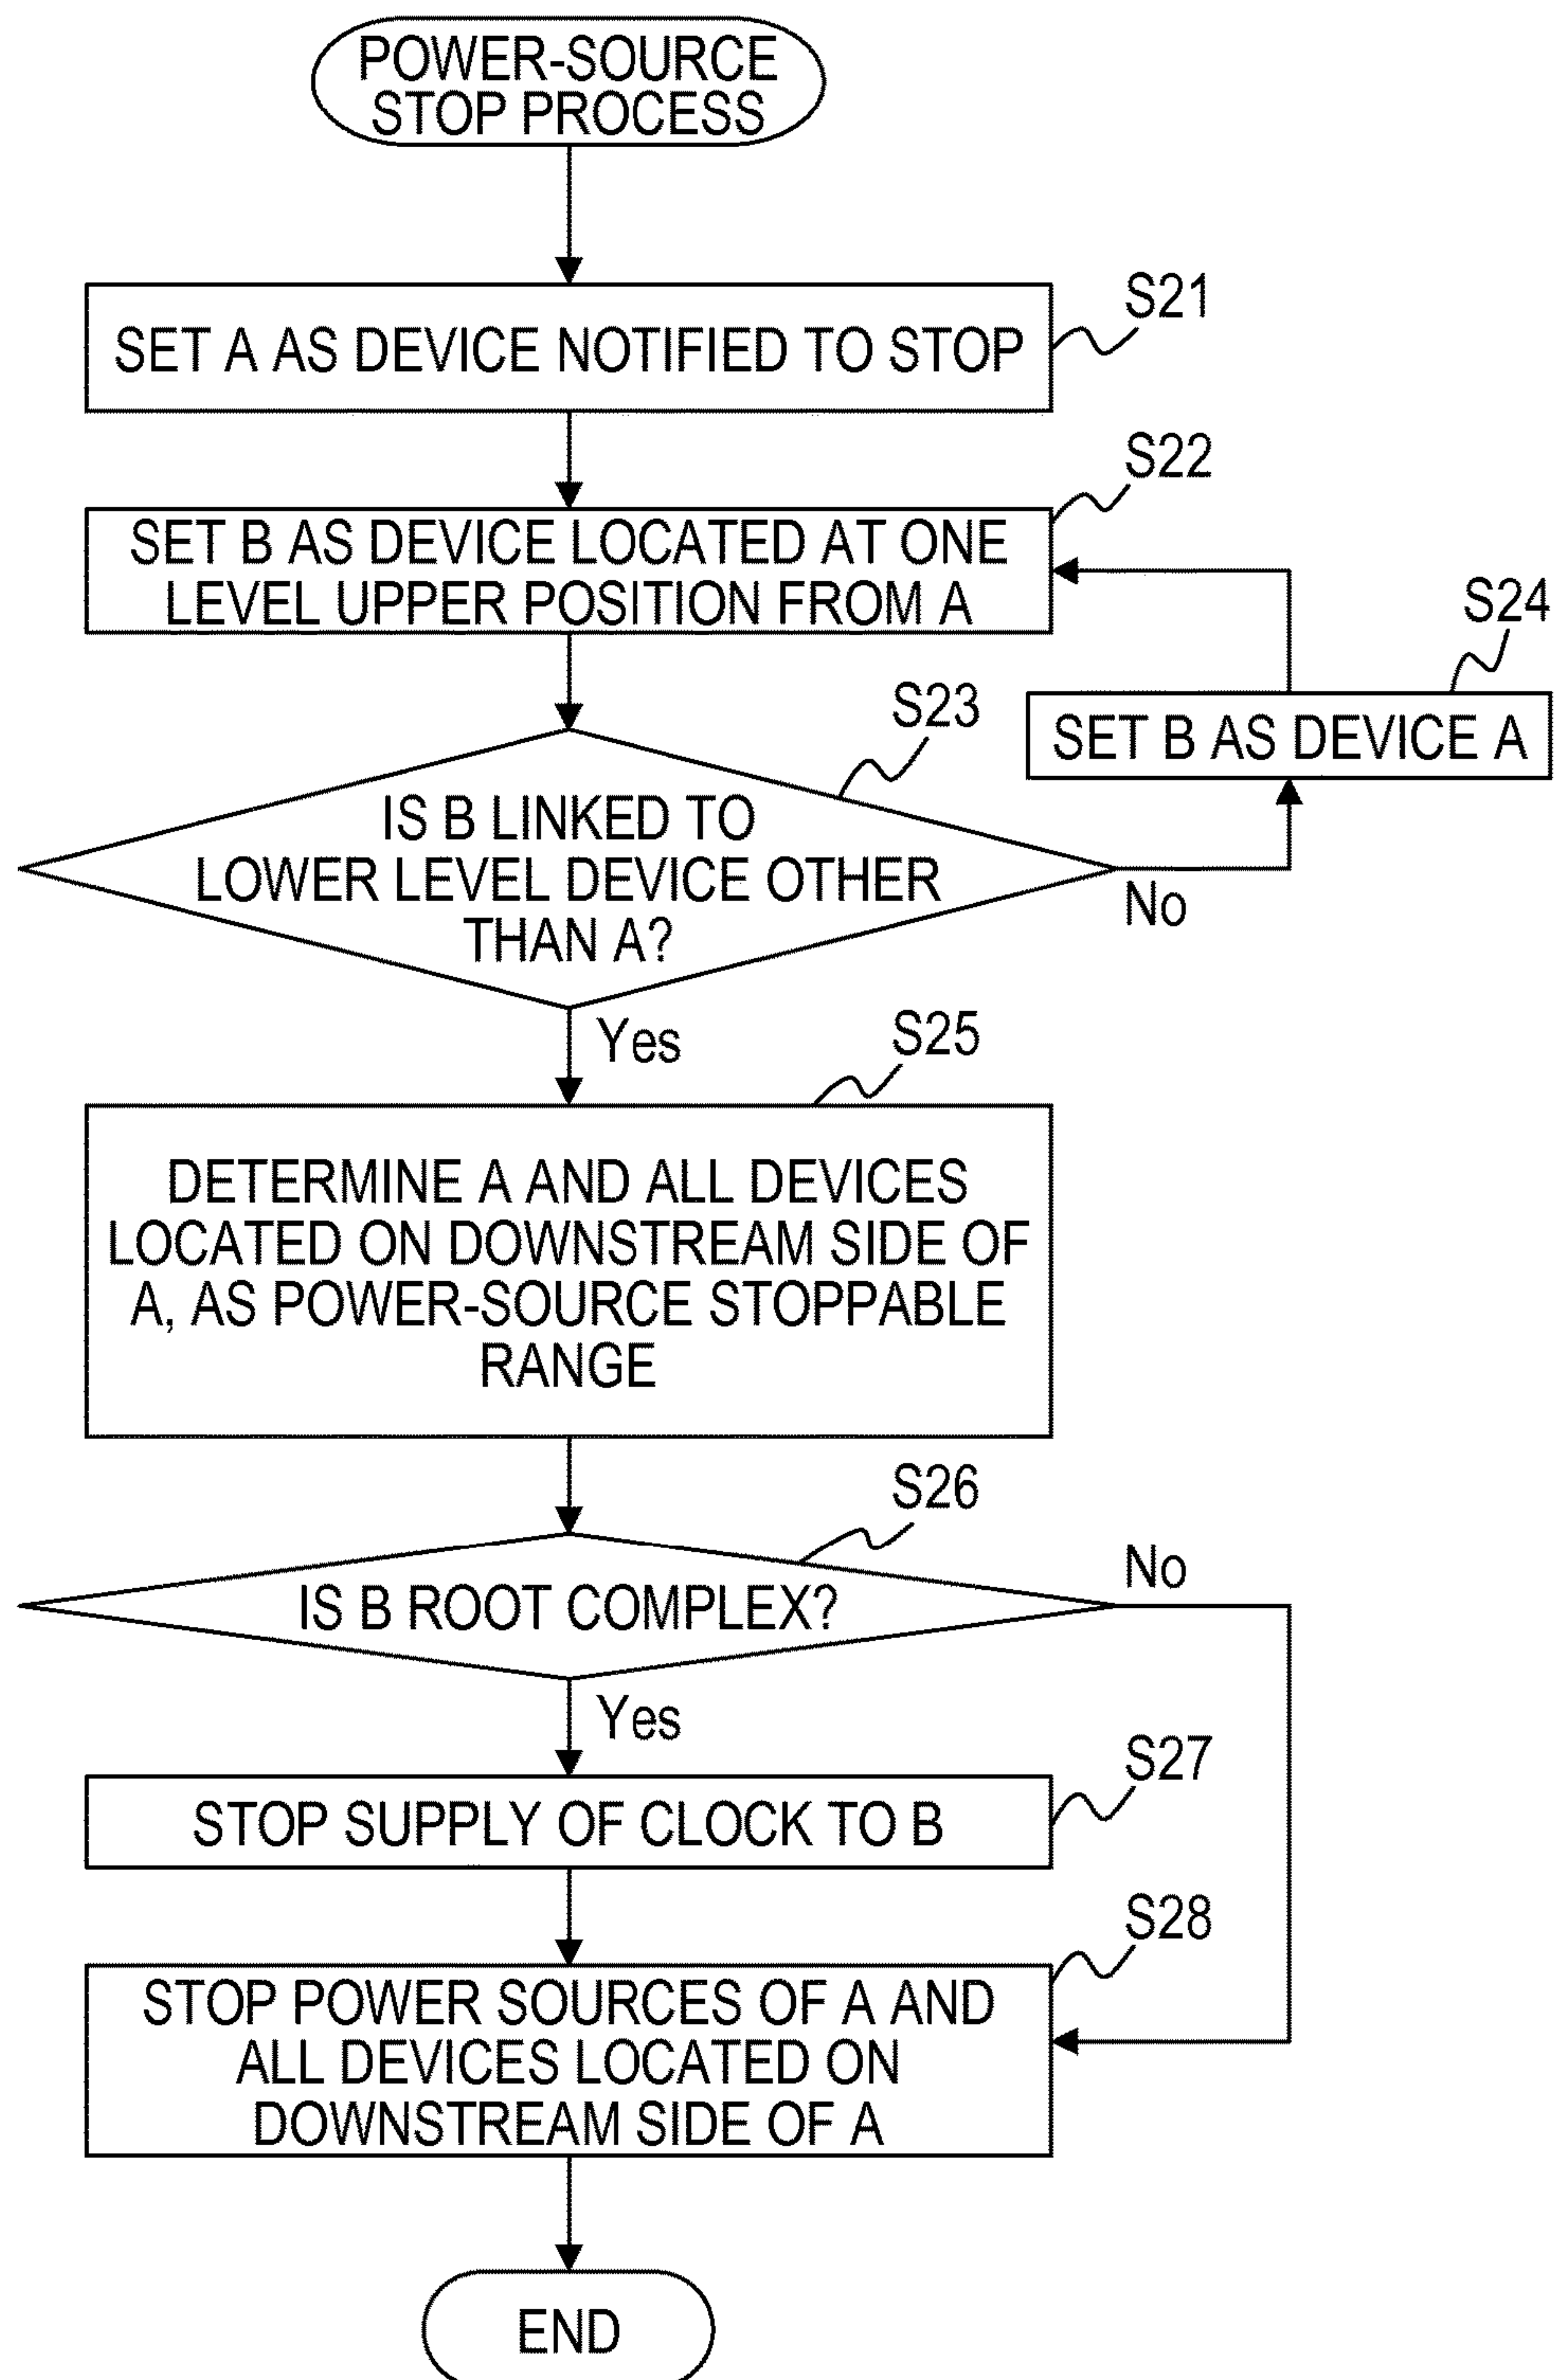 POWER-SOURCE
STOP PROCESS
S21
SET A AS DEVICE NOTIFIED TO STOP
S22
SET B AS DEVICE LOCATED AT ONE
LEVEL UPPER POSITION FROM A
S24
SET B AS DEVICE A
S23
IS B LINKED TO
LOWER LEVEL DEVICE OTHER
THAN A?
No
Yes
S25
DETERMINE A AND ALL DEVICES
LOCATED ON DOWNSTREAM SIDE OF
A, AS POWER-SOURCE STOPPABLE
RANGE
S26
IS B ROOT COMPLEX?
No
Yes
S27
STOP SUPPLY OF CLOCK TO B
S28
STOP POWER SOURCES OF A AND
ALL DEVICES LOCATED ON
DOWNSTREAM SIDE OF A
END